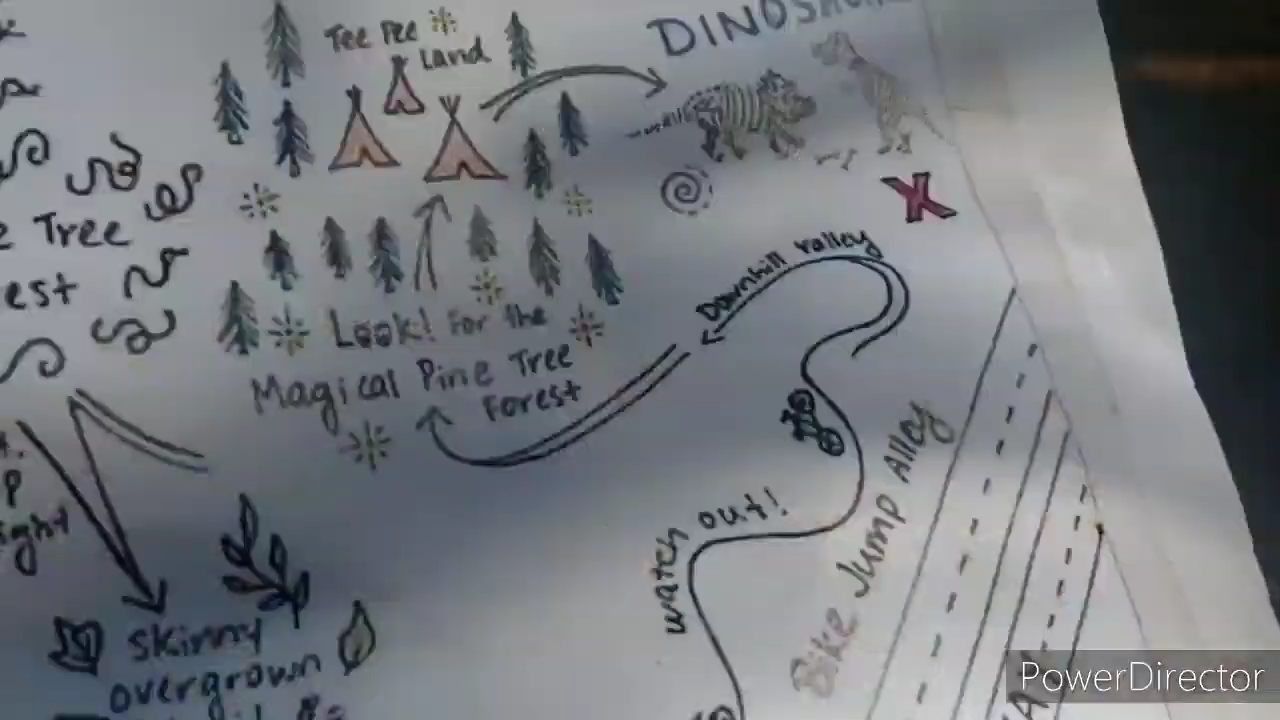 Tee Pee
Land
Tree
est
Look! For the
Magical Pine Tree
Forest
Downhill Valley
X
watch out!
Bike Jump Alley
skinny
overgrown
PowerDirector